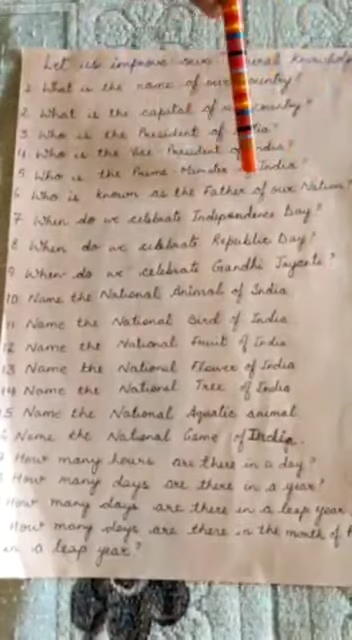 Let us improve our General Knowledge
1 What is the name of our country?
2 What is the capital of our country?
3 Who is the President of India?
4 Who is the Vice President of India?
5 Who is the Prime Minister of India?
6 Who is known as the Father of our Nation?
7 When do we celebrate Independence Day?
8 When do we celebrate Republic Day?
9 When do we celebrate Gandhi Jayanti?
10 Name the National Animal of India
11 Name the National Bird of India
12 Name the National Fruit of India
13 Name the National Flower of India
14 Name the National Tree of India
15 Name the National Aquatic animal
Name the National Game of India.
How many hours are there in a day?
How many days are there in a year?
How many days are there in a leap year
How many days are there in the month of
in a leap year?